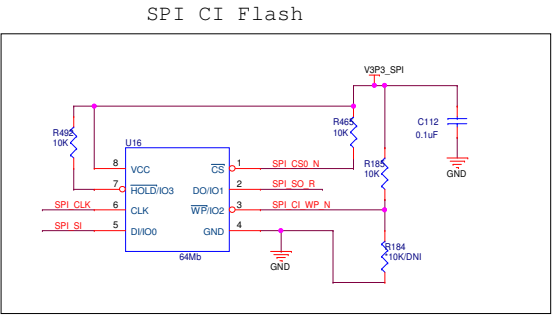 SPI CI Flash
V3P3_SPI
R492
10K
R465
10K
C112
0.1uF
U16
GND
R185
10K
8 VCC CS 1 SPI_CS0_N
7 HOLD/IO3 DO/IO1 2 SPI_SO_R
SPI_CLK 6 CLK WP/IO2 3 SPI_CI_WP_N
SPI_SI 5 DI/IO0 GND 4
64Mb
GND
R184
*10K/DNI